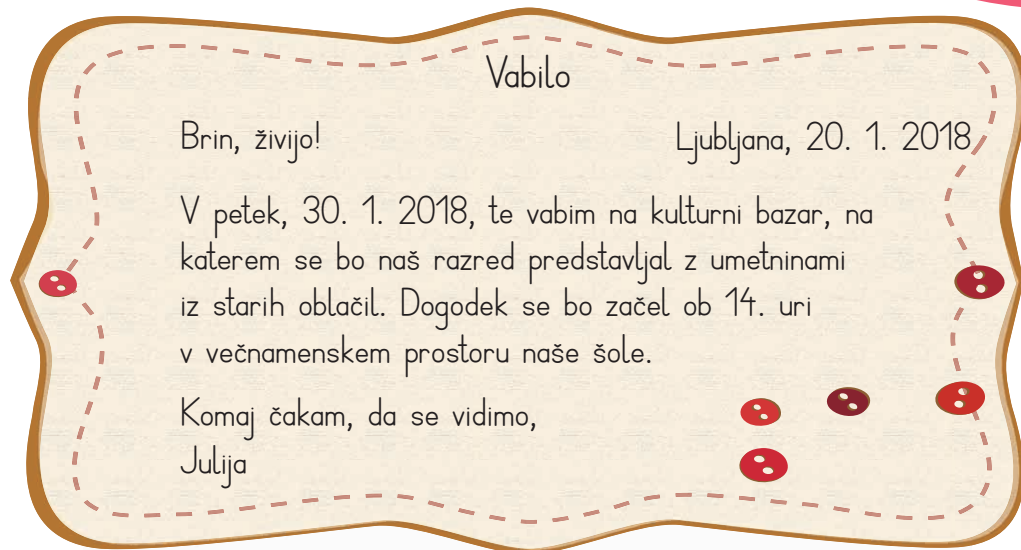 Vabilo
Brin, živijo! Ljubljana, 20. 1. 2018
V petek, 30. 1. 2018, te vabim na kulturni bazar, na
katerem se bo naš razred predstavljal z umetninami
iz starih oblačil. Dogodek se bo začel ob 14. uri
v večnamenskem prostoru naše šole.
Komaj čakam, da se vidimo,
Julija